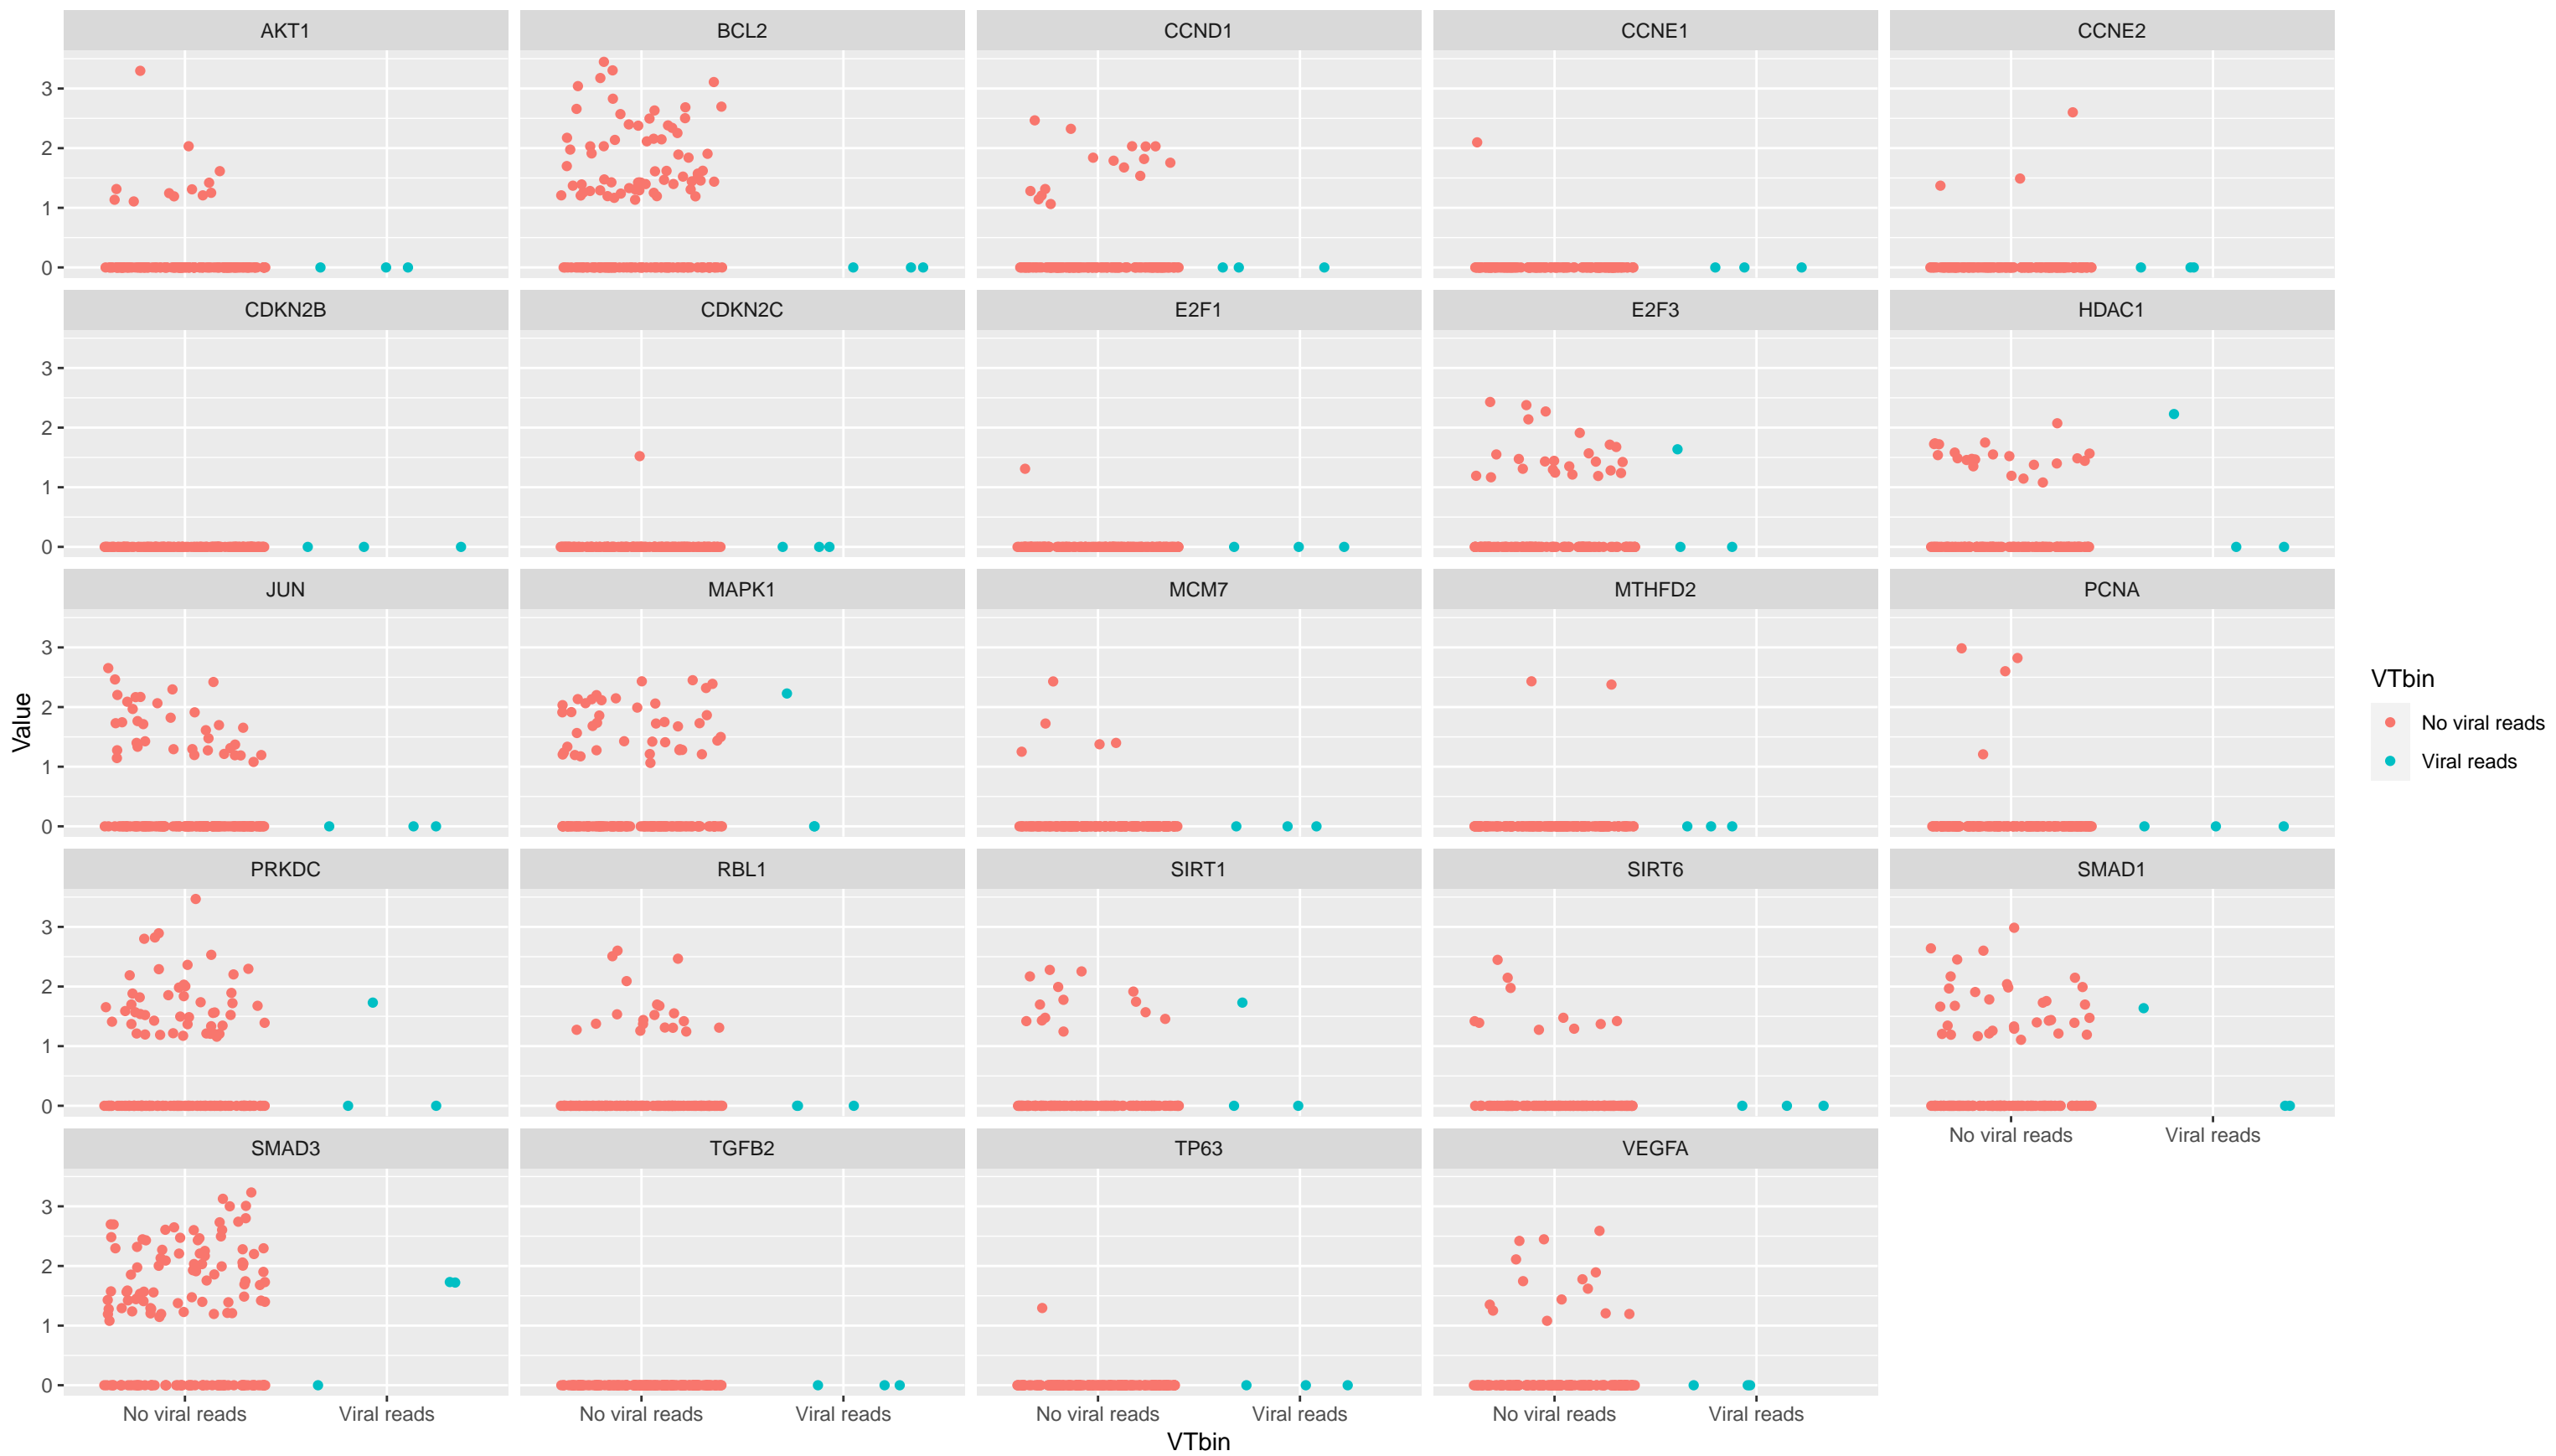 AKT1 BCL2 CCND1 CCNE1 CCNE2
3
2
1
0
CDKN2B CDKN2C E2F1 E2F3 HDAC1
3
2
1
0
JUN MAPK1 MCM7 MTHFD2 PCNA
3
2
1
0
Value
VTbin
No viral reads
Viral reads
PRKDC RBL1 SIRT1 SIRT6 SMAD1
3
2
1
0
No viral reads Viral reads
SMAD3 TGFB2 TP63 VEGFA
3
2
1
0
No viral reads Viral reads No viral reads Viral reads No viral reads Viral reads No viral reads Viral reads
VTbin